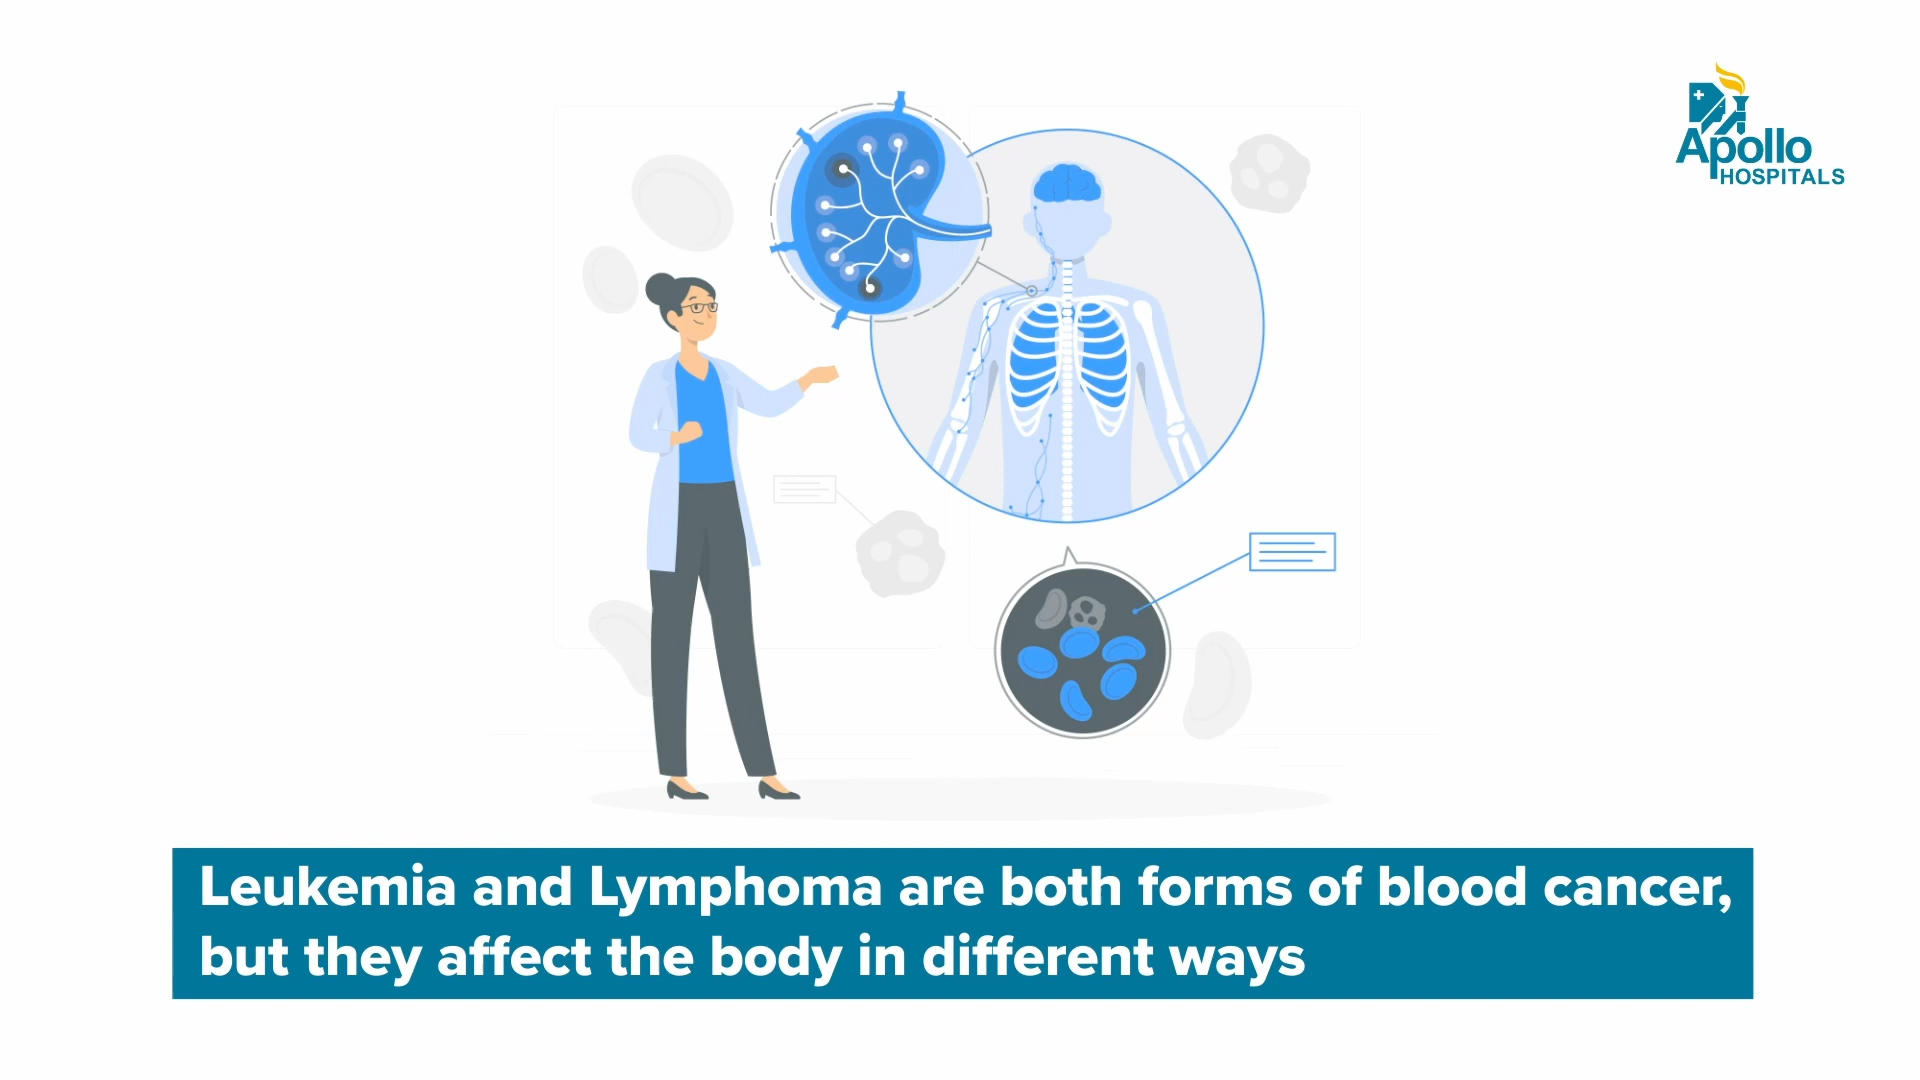 Apollo
HOSPITALS
Leukemia and Lymphoma are both forms of blood cancer,
but they affect the body in different ways